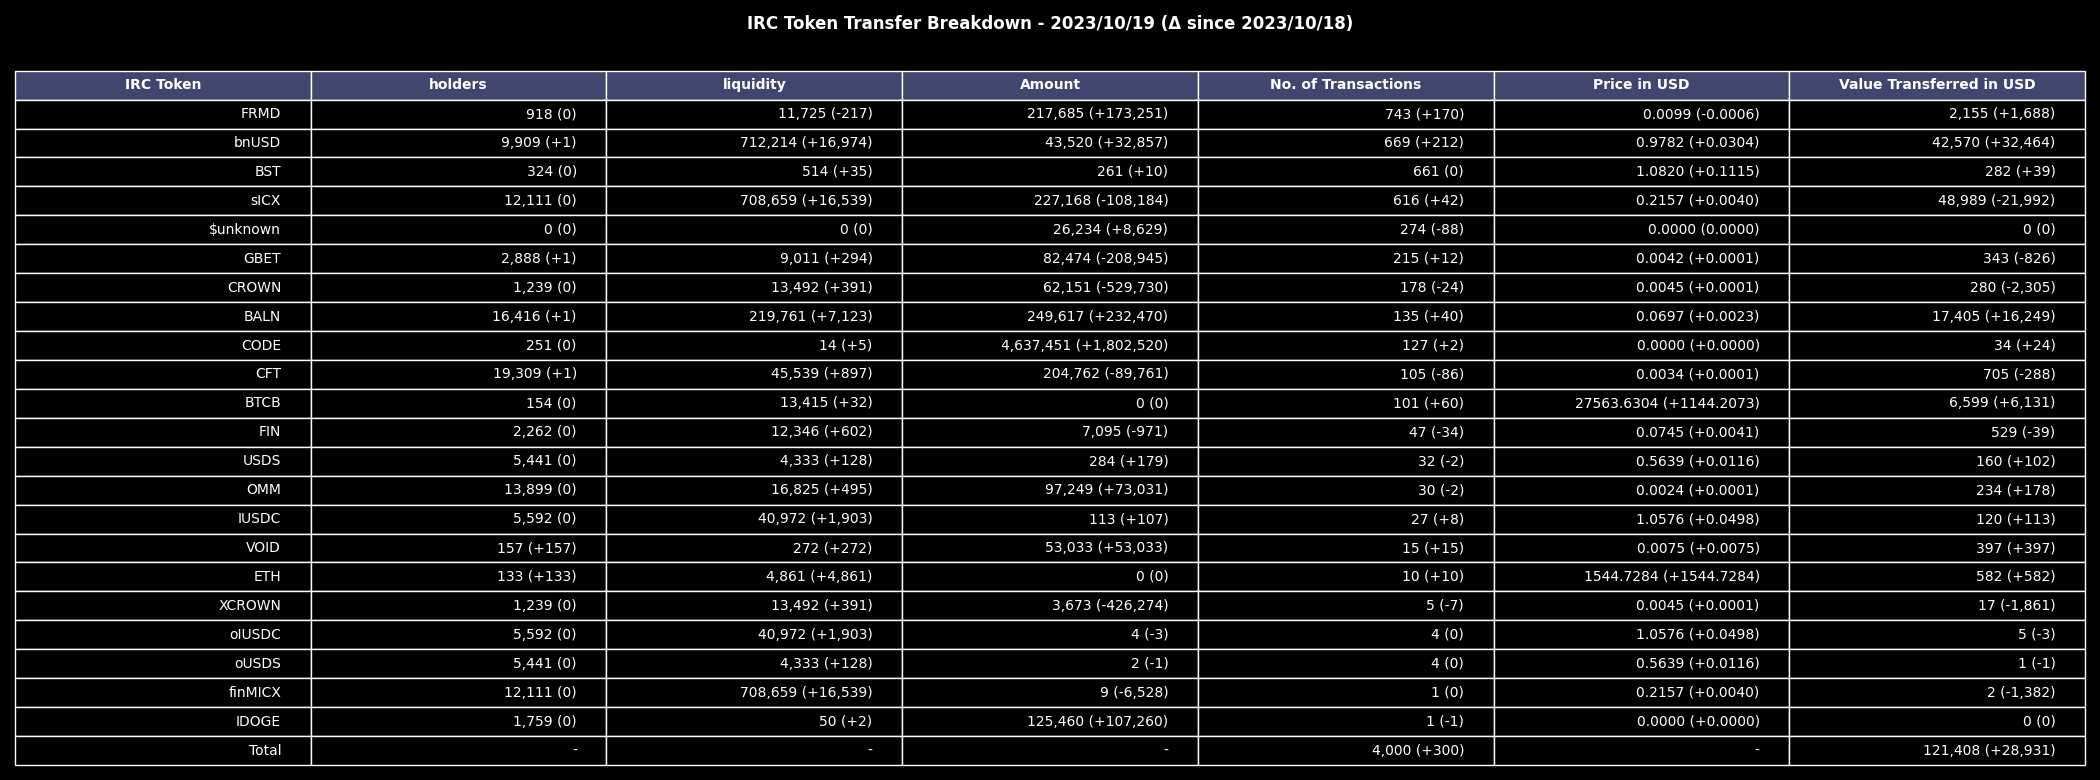 IRC Token Transfer Breakdown - 2023/10/19 (Δ since 2023/10/18)
IRC Token holders liquidity Amount No. of Transactions Price in USD Value Transferred in USD
FRMD 918 (0) 11,725 (-217) 217,685 (+173,251) 743 (+170) 0.0099 (-0.0006) 2,155 (+1,688)
bnUSD 9,909 (+1) 712,214 (+16,974) 43,520 (+32,857) 669 (+212) 0.9782 (+0.0304) 42,570 (+32,464)
BST 324 (0) 514 (+35) 261 (+10) 661 (0) 1.0820 (+0.1115) 282 (+39)
sICX 12,111 (0) 708,659 (+16,539) 227,168 (-108,184) 616 (+42) 0.2157 (+0.0040) 48,989 (-21,992)
$unknown 0 (0) 0 (0) 26,234 (+8,629) 274 (-88) 0.0000 (0.0000) 0 (0)
GBET 2,888 (+1) 9,011 (+294) 82,474 (-208,945) 215 (+12) 0.0042 (+0.0001) 343 (-826)
CROWN 1,239 (0) 13,492 (+391) 62,151 (-529,730) 178 (-24) 0.0045 (+0.0001) 280 (-2,305)
BALN 16,416 (+1) 219,761 (+7,123) 249,617 (+232,470) 135 (+40) 0.0697 (+0.0023) 17,405 (+16,249)
CODE 251 (0) 14 (+5) 4,637,451 (+1,802,520) 127 (+2) 0.0000 (+0.0000) 34 (+24)
CFT 19,309 (+1) 45,539 (+897) 204,762 (-89,761) 105 (-86) 0.0034 (+0.0001) 705 (-288)
BTCB 154 (0) 13,415 (+32) 0 (0) 101 (+60) 27563.6304 (+1144.2073) 6,599 (+6,131)
FIN 2,262 (0) 12,346 (+602) 7,095 (-971) 47 (-34) 0.0745 (+0.0041) 529 (-39)
USDS 5,441 (0) 4,333 (+128) 284 (+179) 32 (-2) 0.5639 (+0.0116) 160 (+102)
OMM 13,899 (0) 16,825 (+495) 97,249 (+73,031) 30 (-2) 0.0024 (+0.0001) 234 (+178)
IUSDC 5,592 (0) 40,972 (+1,903) 113 (+107) 27 (+8) 1.0576 (+0.0498) 120 (+113)
VOID 157 (+157) 272 (+272) 53,033 (+53,033) 15 (+15) 0.0075 (+0.0075) 397 (+397)
ETH 133 (+133) 4,861 (+4,861) 0 (0) 10 (+10) 1544.7284 (+1544.7284) 582 (+582)
XCROWN 1,239 (0) 13,492 (+391) 3,673 (-426,274) 5 (-7) 0.0045 (+0.0001) 17 (-1,861)
oIUSDC 5,592 (0) 40,972 (+1,903) 4 (-3) 4 (0) 1.0576 (+0.0498) 5 (-3)
oUSDS 5,441 (0) 4,333 (+128) 2 (-1) 4 (0) 0.5639 (+0.0116) 1 (-1)
finMICX 12,111 (0) 708,659 (+16,539) 9 (-6,528) 1 (0) 0.2157 (+0.0040) 2 (-1,382)
IDOGE 1,759 (0) 50 (+2) 125,460 (+107,260) 1 (-1) 0.0000 (+0.0000) 0 (0)
Total - - - 4,000 (+300) - 121,408 (+28,931)